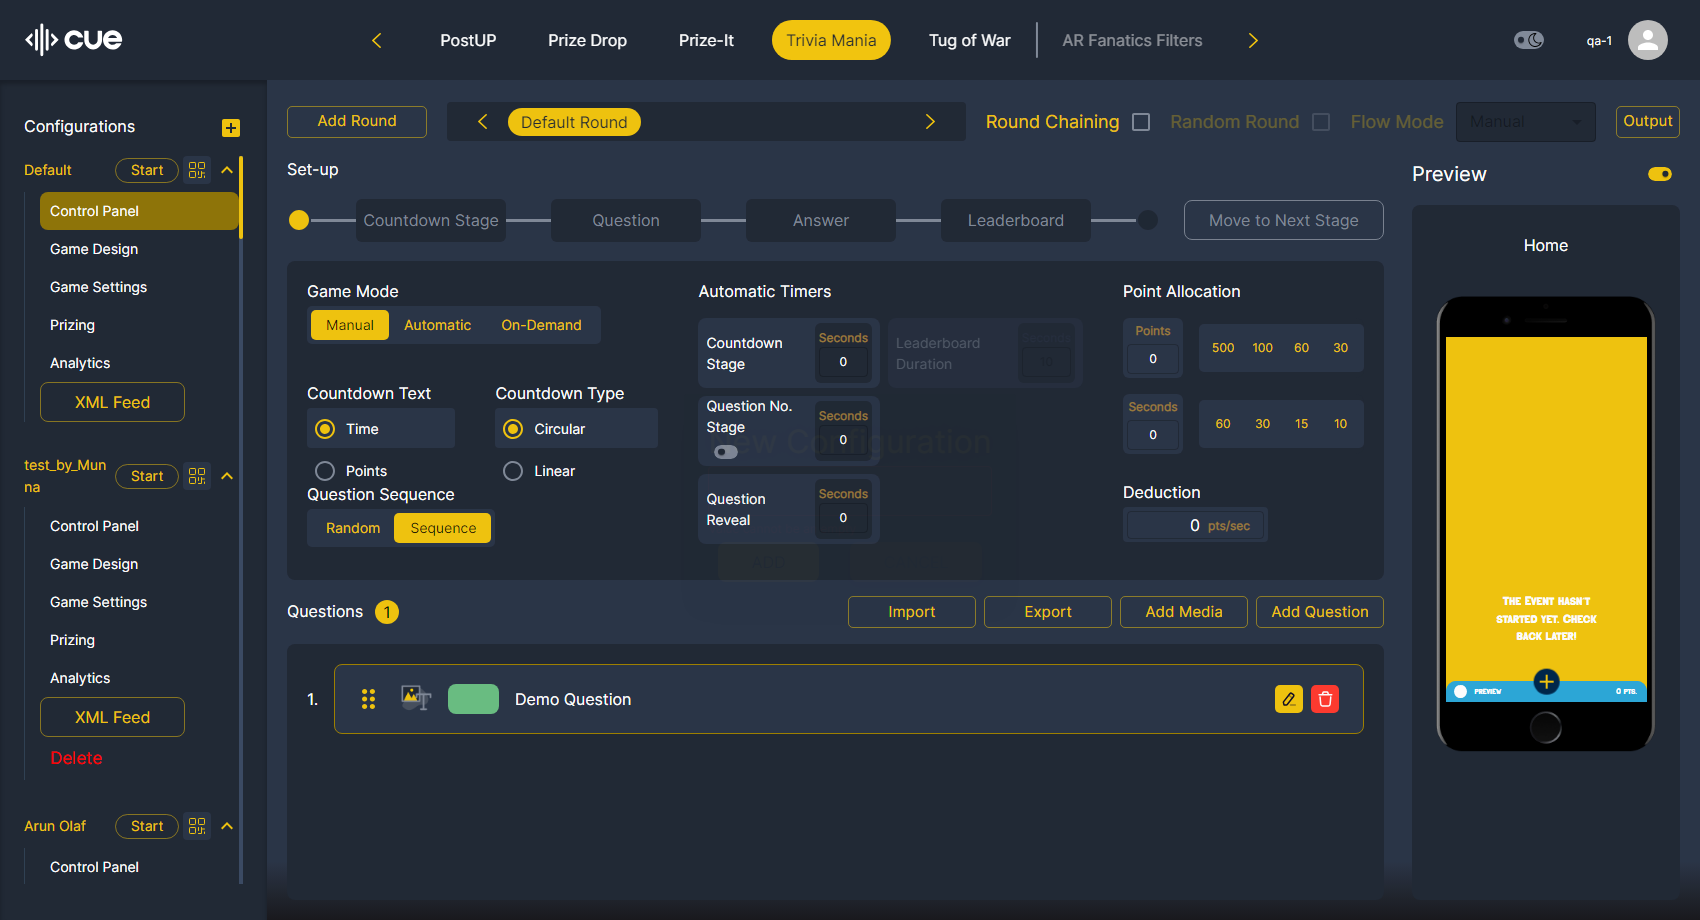 cue
PostUP
Prize Drop
Prize-It
Trivia Mania
Tug of War
AR Fanatics Filters
qa-1
Configurations
Default
Start
Control Panel
Game Design
Game Settings
Prizing
Analytics
XML Feed
test_by_Mun
na
Start
Control Panel
Game Design
Game Settings
Prizing
Analytics
XML Feed
Delete
Arun Olaf
Start
Control Panel
Add Round
Default Round
Round Chaining
Random Round
Flow Mode
Manual
Output
Set-up
Countdown Stage
Question
Answer
Leaderboard
Move to Next Stage
Game Mode
Manual
Automatic
On-Demand
Countdown Text
Time
Points
Countdown Type
Circular
Linear
Question Sequence
Random
Sequence
Automatic Timers
Countdown
Stage
Seconds
0
Leaderboard
Duration
10
Question No.
Stage
Seconds
0
New Configuration
Question
Reveal
Seconds
0
Point Allocation
Points
0
500
100
60
30
Seconds
0
60
30
15
10
Deduction
0 pts/sec
Questions
1
Import
Export
Add Media
Add Question
1.
Demo Question
Preview
Home
The Event hasn't
started yet. Check
back later!
PREVIEW
0 PTS.